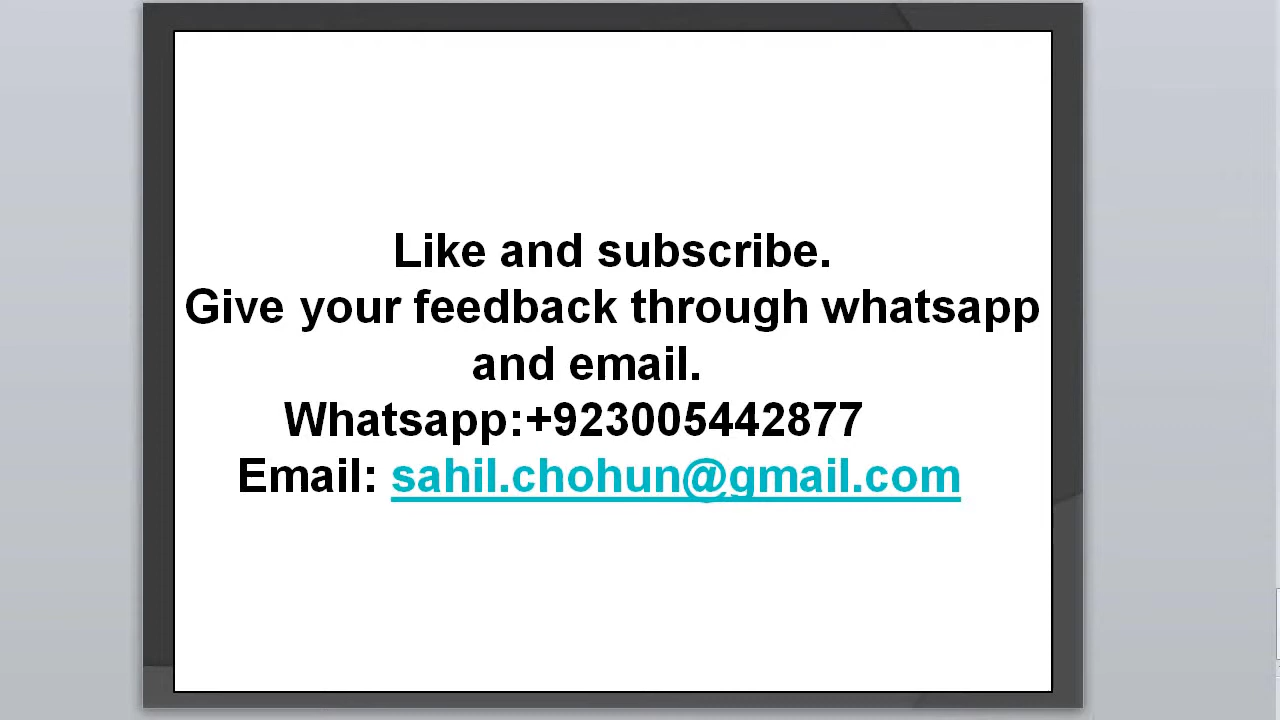 Like and subscribe.
Give your feedback through whatsapp
and email.
Whatsapp:+923005442877
Email: sahil.chohun@gmail.com